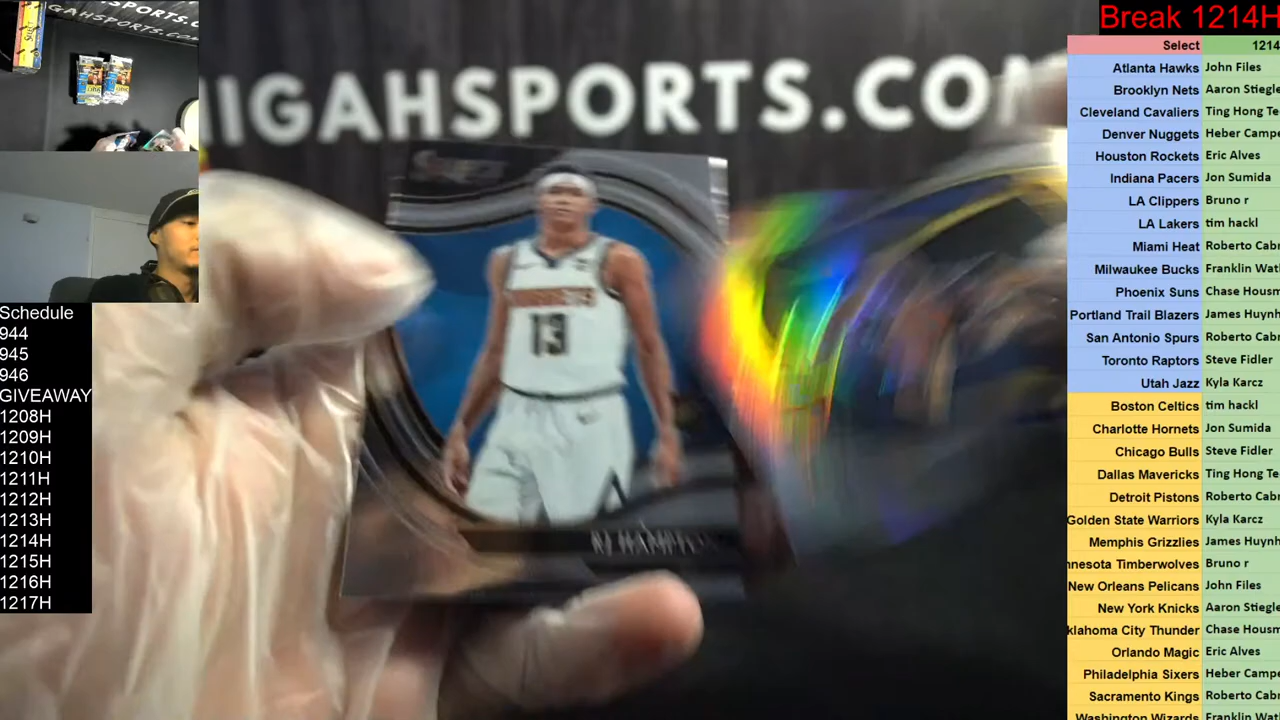 Break 1214H
IGAHSPORTS.CO
Select 1214
Atlanta Hawks John Files
Brooklyn Nets Aaron Stiegle
Cleveland Cavaliers Ting Hong Te
Denver Nuggets Heber Campe
Houston Rockets Eric Alves
Indiana Pacers Jon Sumida
LA Clippers Bruno r
LA Lakers tim hackl
Miami Heat Roberto Cabr
Milwaukee Bucks Franklin Wat
Phoenix Suns Chase Housm
Portland Trail Blazers James Huynh
San Antonio Spurs Roberto Cabr
Toronto Raptors Steve Fidler
Utah Jazz Kyla Karcz
Boston Celtics tim hackl
Charlotte Hornets Jon Sumida
Chicago Bulls Steve Fidler
Dallas Mavericks Ting Hong Te
Detroit Pistons Roberto Cabr
Golden State Warriors Kyla Karcz
Memphis Grizzlies James Huynh
nnesota Timberwolves Bruno r
New Orleans Pelicans John Files
New York Knicks Aaron Stiegle
klahoma City Thunder Chase Housm
Orlando Magic Eric Alves
Philadelphia Sixers Heber Campe
Sacramento Kings Roberto Cabr
Washington Wizards Franklin Wat
Schedule
944
945
946
GIVEAWAY
1208H
1209H
1210H
1211H
1212H
1213H
1214H
1215H
1216H
1217H
NUGGETS
13